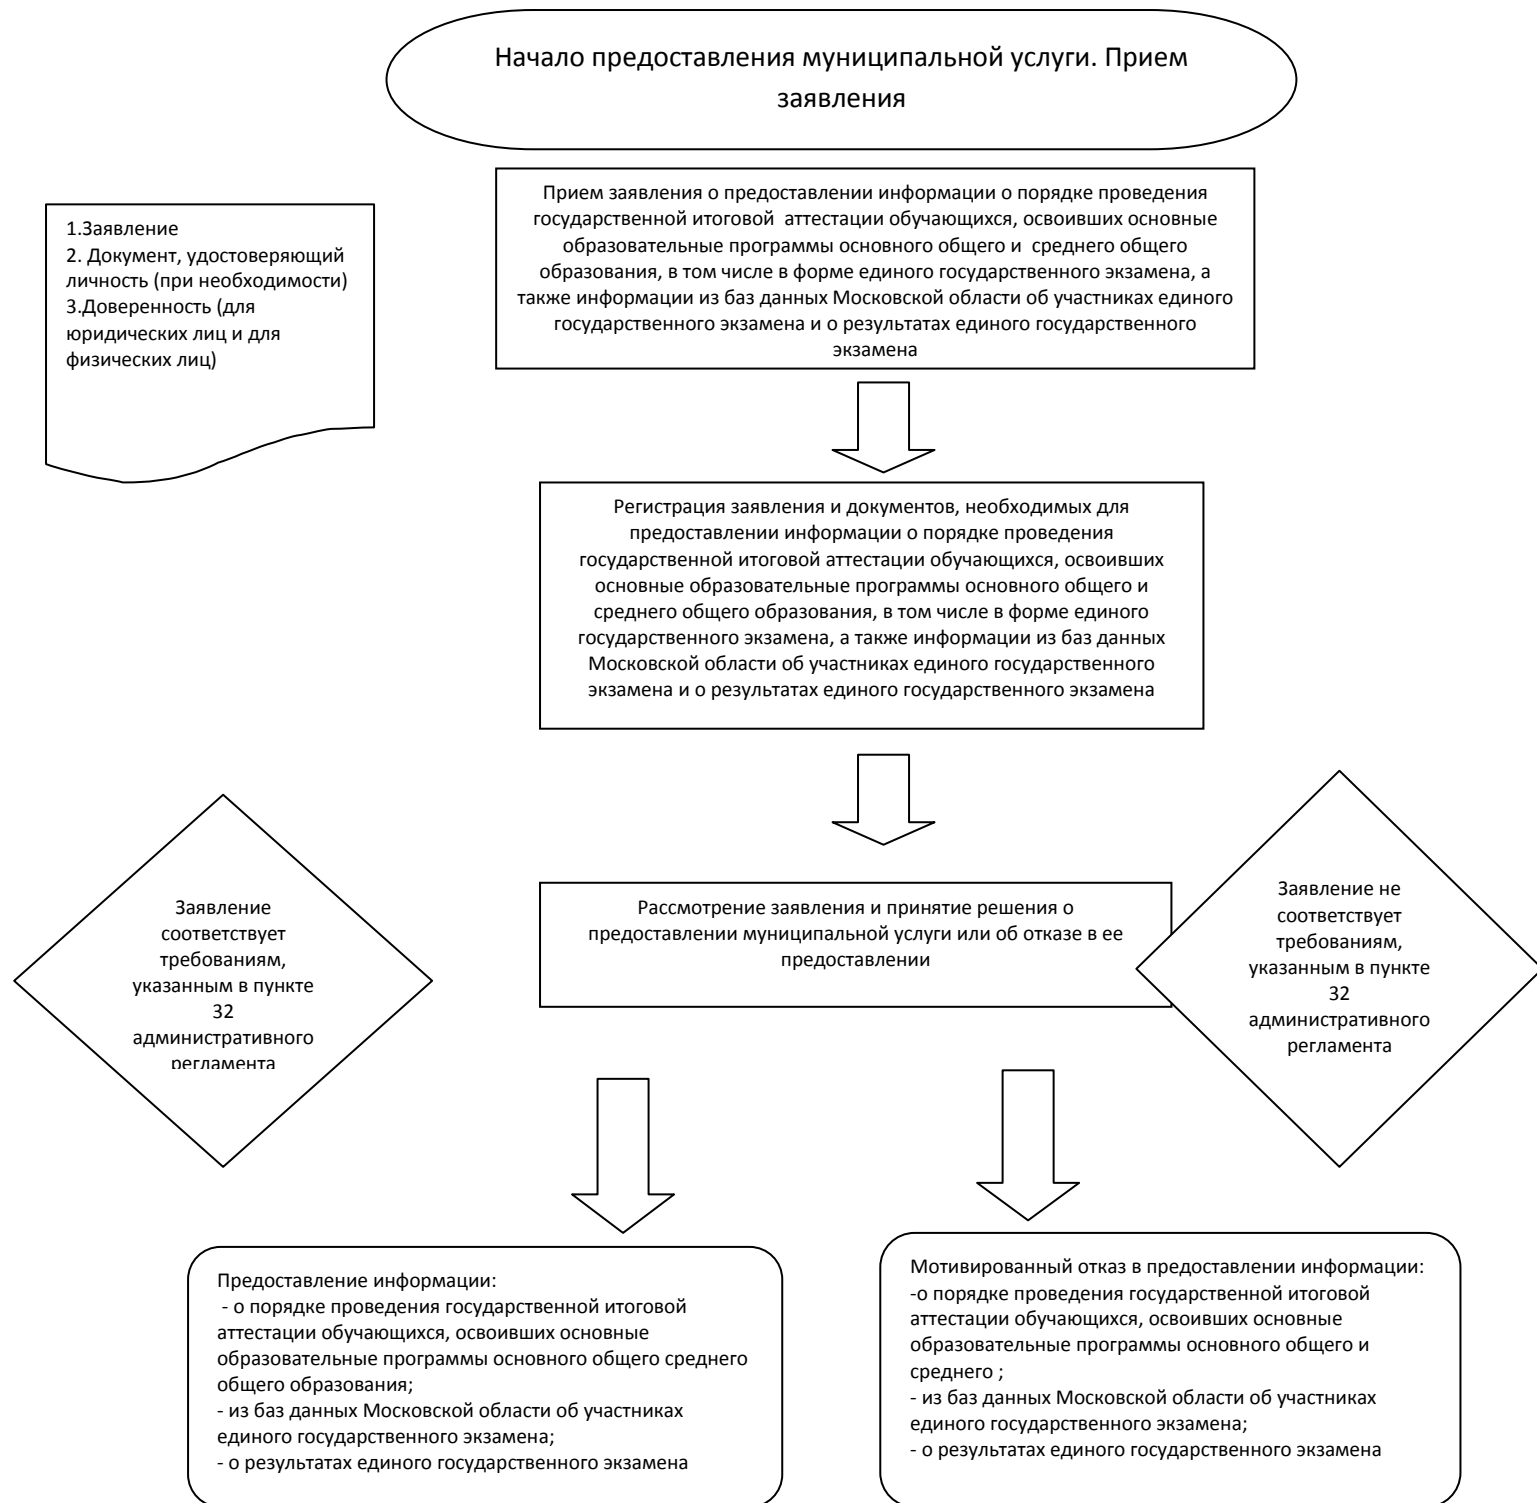 Начало предоставления муниципальной услуги. Прием
заявления
Прием заявления о предоставлении информации о порядке проведения
государственной итоговой  аттестации обучающихся, освоивших основные
образовательные программы основного общего и  среднего общего
образования, в том числе в форме единого государственного экзамена, а
также информации из баз данных Московской области об участниках единого
государственного экзамена и о результатах единого государственного
экзамена
1.Заявление
2. Документ, удостоверяющий
личность (при необходимости)
3.Доверенность (для
юридических лиц и для
физических лиц)
Регистрация заявления и документов, необходимых для
предоставлении информации о порядке проведения
государственной итоговой аттестации обучающихся, освоивших
основные образовательные программы основного общего и
среднего общего образования, в том числе в форме единого
государственного экзамена, а также информации из баз данных
Московской области об участниках единого государственного
экзамена и о результатах единого государственного экзамена
Заявление
соответствует
требованиям,
указанным в пункте
32
административного
регламента
Рассмотрение заявления и принятие решения о
предоставлении муниципальной услуги или об отказе в ее
предоставлении
Заявление не
соответствует
требованиям,
указанным в пункте
32
административного
регламента
Предоставление информации:
- о порядке проведения государственной итоговой
аттестации обучающихся, освоивших основные
образовательные программы основного общего среднего
общего образования;
- из баз данных Московской области об участниках
единого государственного экзамена;
- о результатах единого государственного экзамена
Мотивированный отказ в предоставлении информации:
-о порядке проведения государственной итоговой
аттестации обучающихся, освоивших основные
образовательные программы основного общего и
среднего ;
- из баз данных Московской области об участниках
единого государственного экзамена;
- о результатах единого государственного экзамена